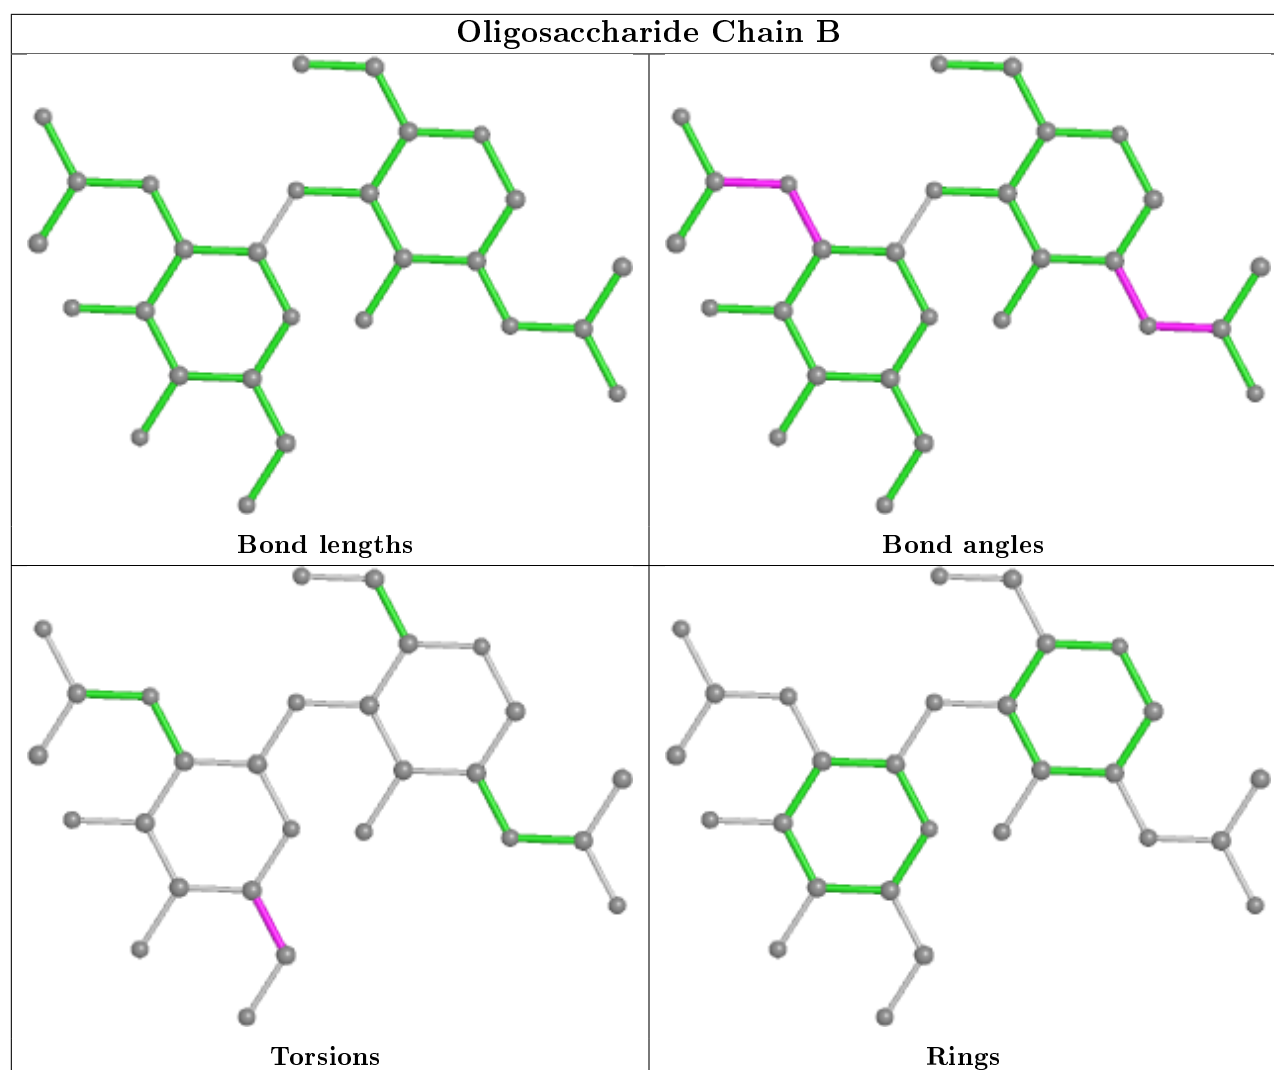 Oligosaccharide Chain B
Bond lengths
Bond angles
Torsions
Rings